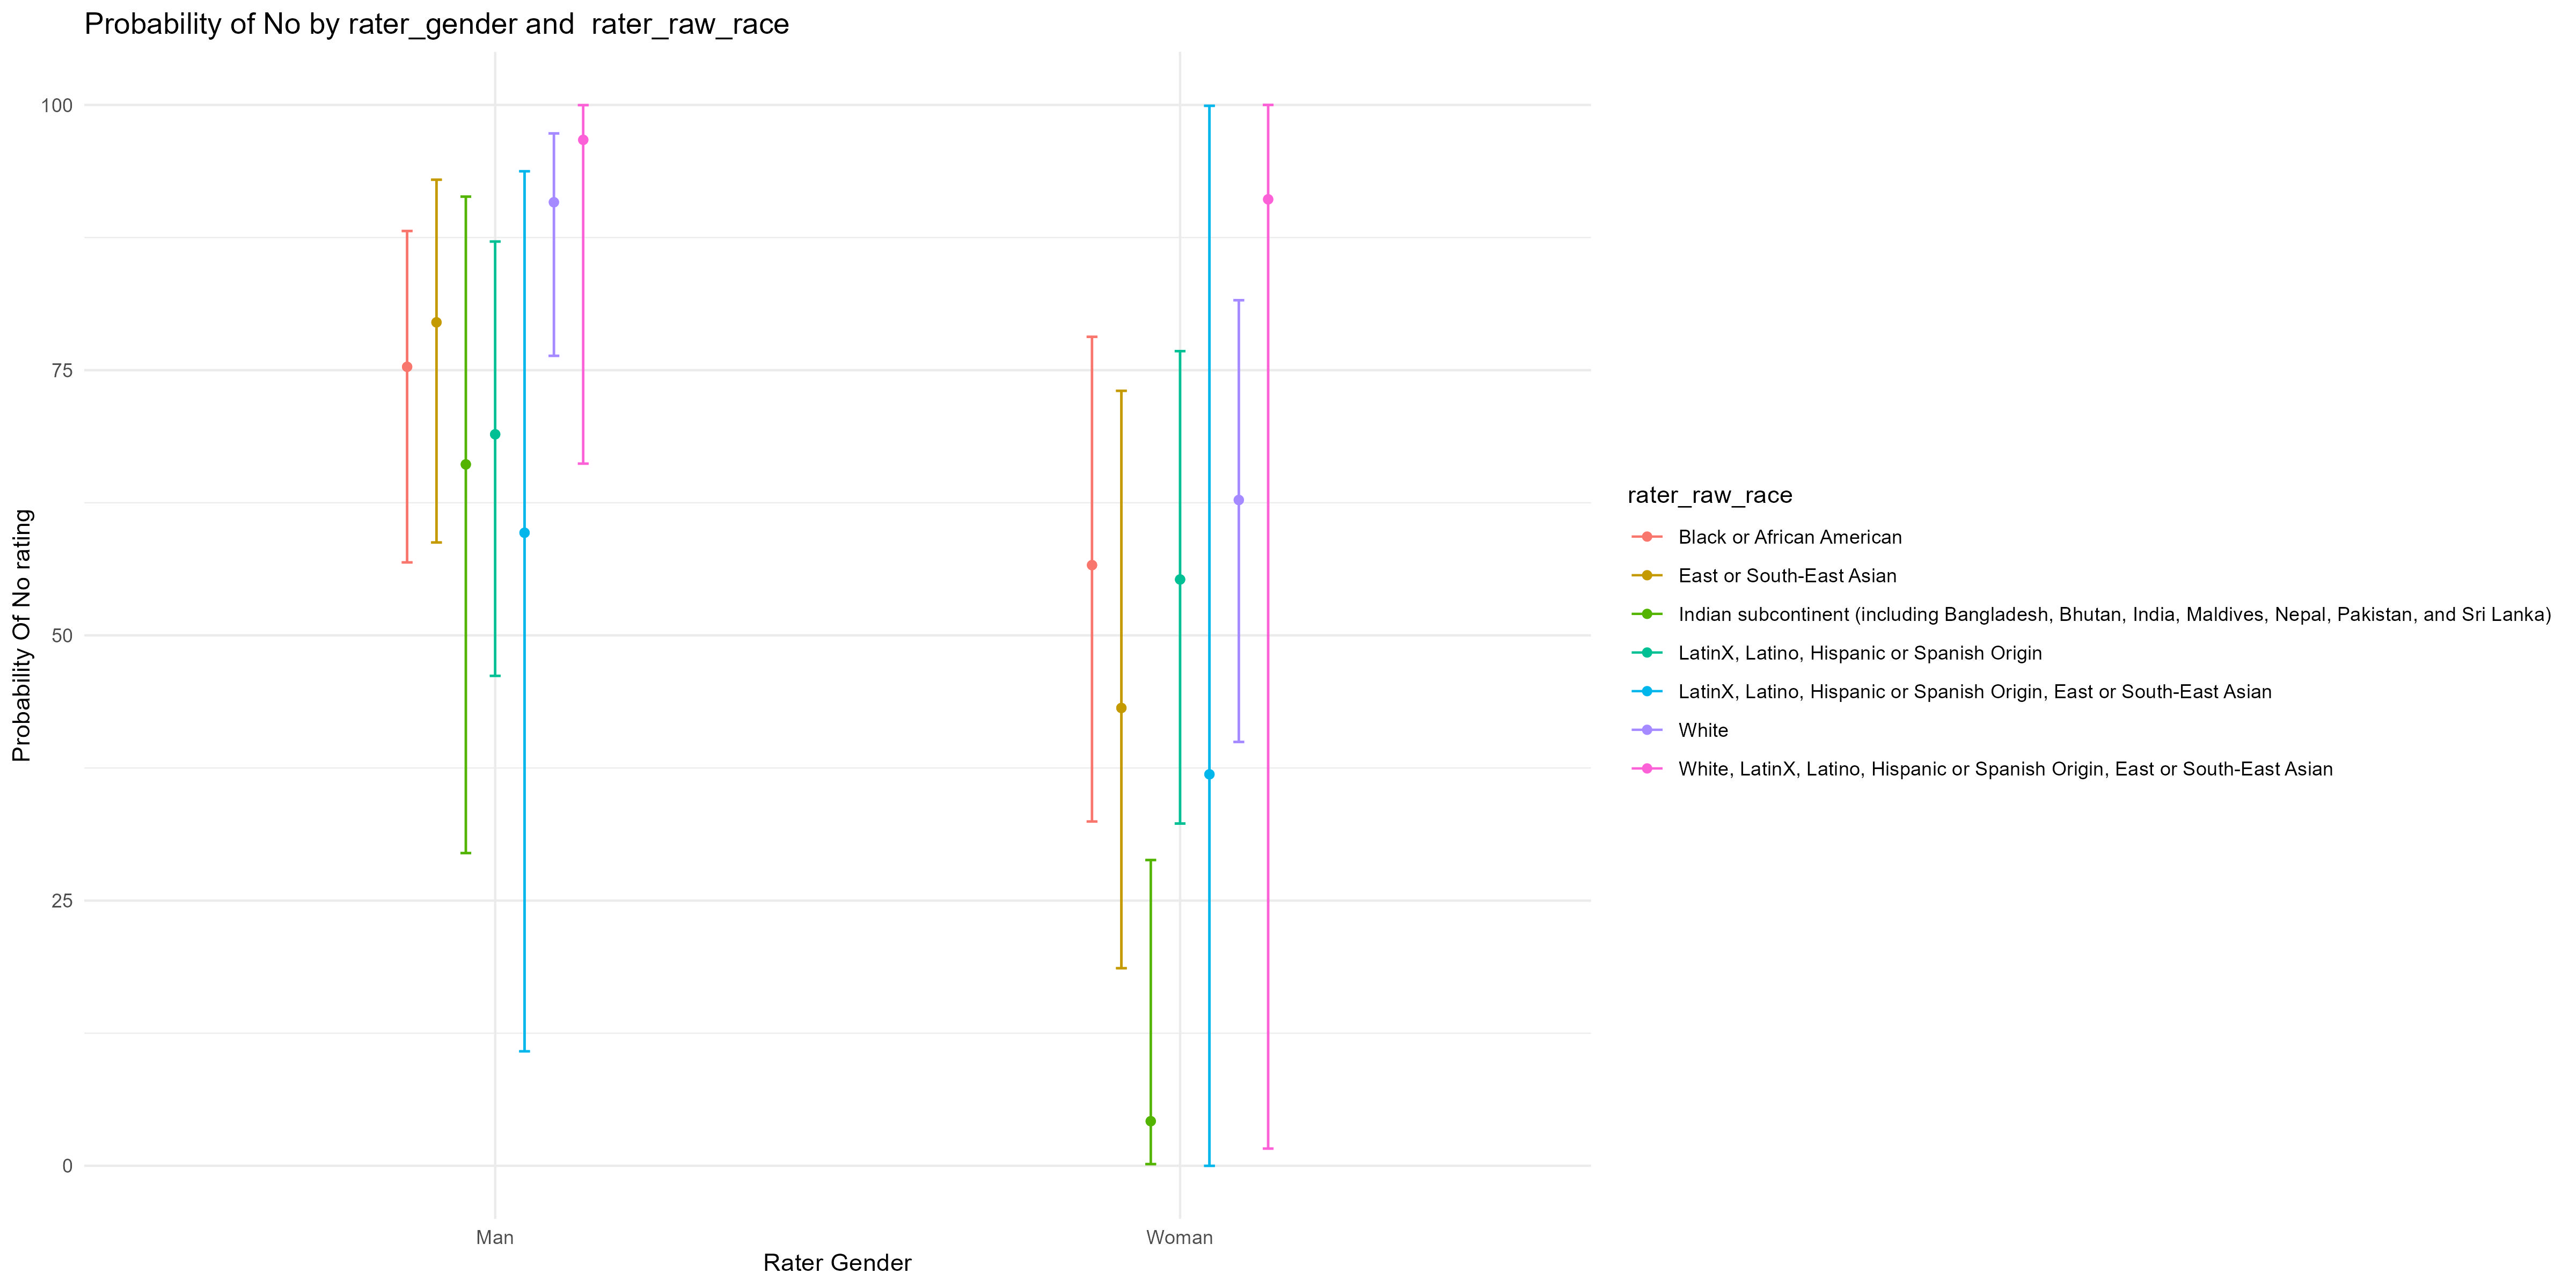 Probability of No by rater_gender and  rater_raw_race
Probability Of No rating
100
75
50
25
0
Man
Woman
Rater Gender
rater_raw_race
Black or African American
East or South-East Asian
Indian subcontinent (including Bangladesh, Bhutan, India, Maldives, Nepal, Pakistan, and Sri Lanka)
LatinX, Latino, Hispanic or Spanish Origin
LatinX, Latino, Hispanic or Spanish Origin, East or South-East Asian
White
White, LatinX, Latino, Hispanic or Spanish Origin, East or South-East Asian